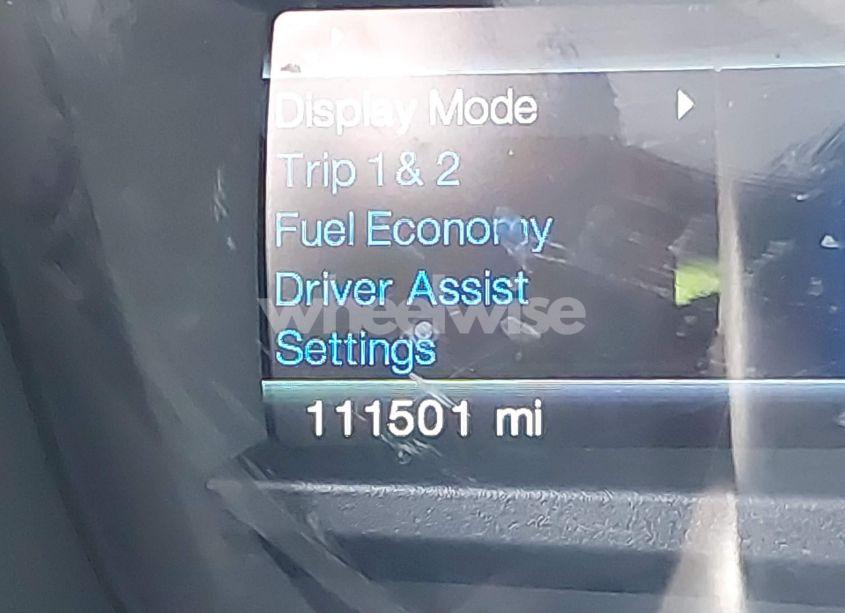 Display Mode
Trip 1 & 2
Fuel Economy
Driver Assist
wheelwise
Settings
111501 mi